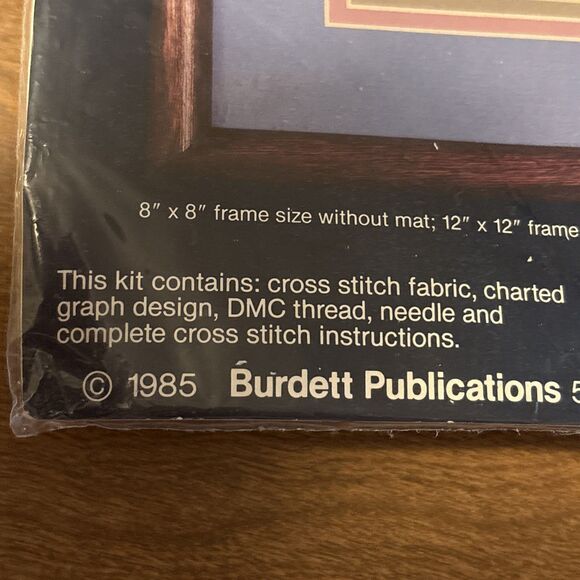 8" x 8" frame size without mat; 12" x 12" frame
This kit contains: cross stitch fabric, charted
graph design, DMC thread, needle and
complete cross stitch instructions.
© 1985 Burdett Publications 5